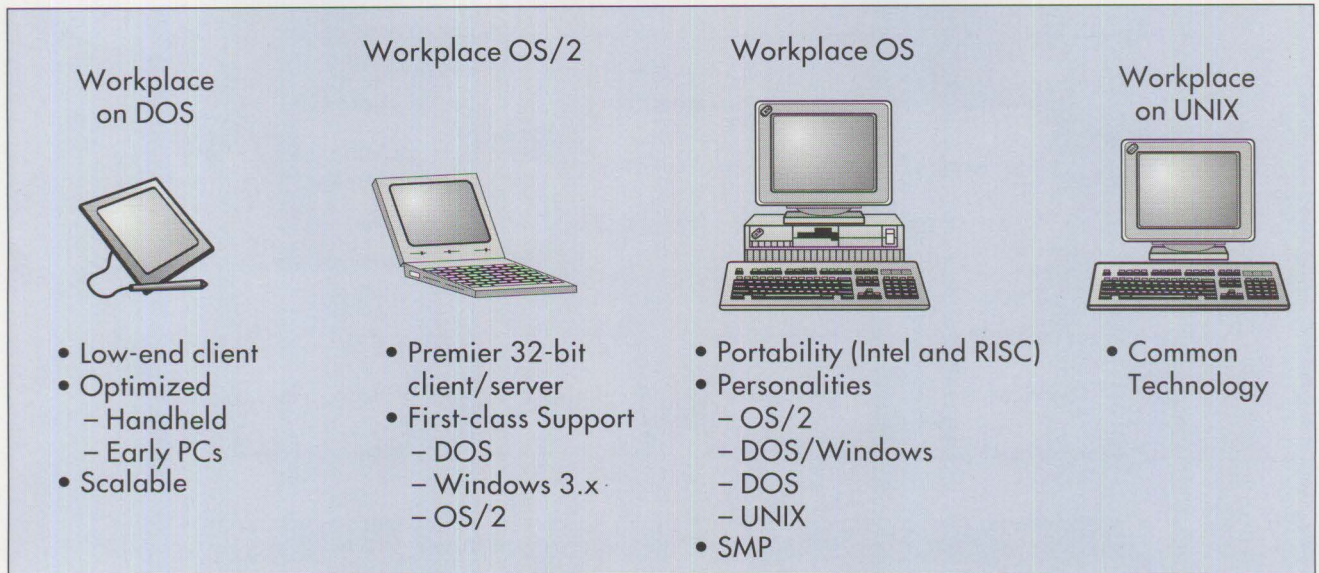 Workplace
on DOS
• Low-end client
• Optimized
– Handheld
– Early PCs
• Scalable
Workplace OS/2
• Premier 32-bit
client/server
• First-class Support
– DOS
– Windows 3.x
– OS/2
Workplace OS
• Portability (Intel and RISC)
• Personalities
– OS/2
– DOS/Windows
– DOS
– UNIX
• SMP
Workplace
on UNIX
• Common
Technology